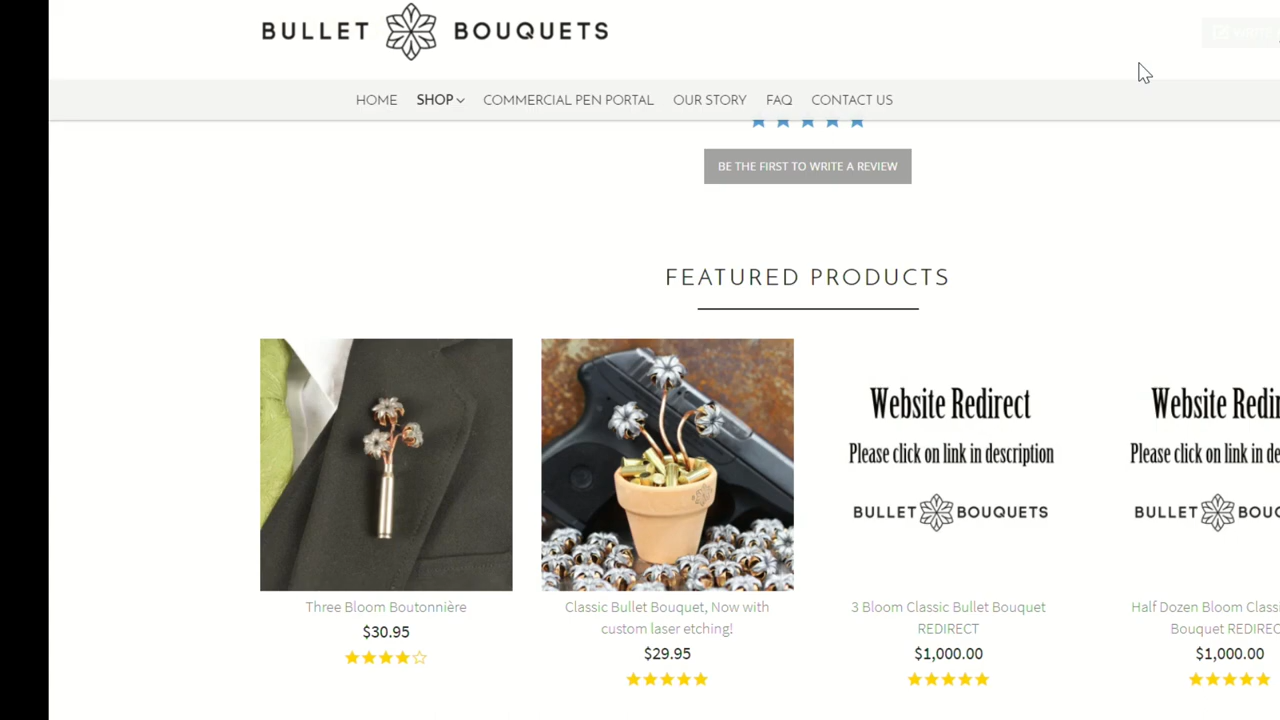 BULLET BOUQUETS
HOME SHOP COMMERCIAL PEN PORTAL OUR STORY FAQ CONTACT US
BE THE FIRST TO WRITE A REVIEW
FEATURED PRODUCTS
Website Redirect
Please click on link in description
BULLET BOUQUETS
Website Redir
Please click on link in de
BULLET BOUQ
Three Bloom Boutonnière
$30.95
Classic Bullet Bouquet, Now with
custom laser etching!
$29.95
3 Bloom Classic Bullet Bouquet
REDIRECT
$1,000.00
Half Dozen Bloom Classi
Bouquet REDIREC
$1,000.00